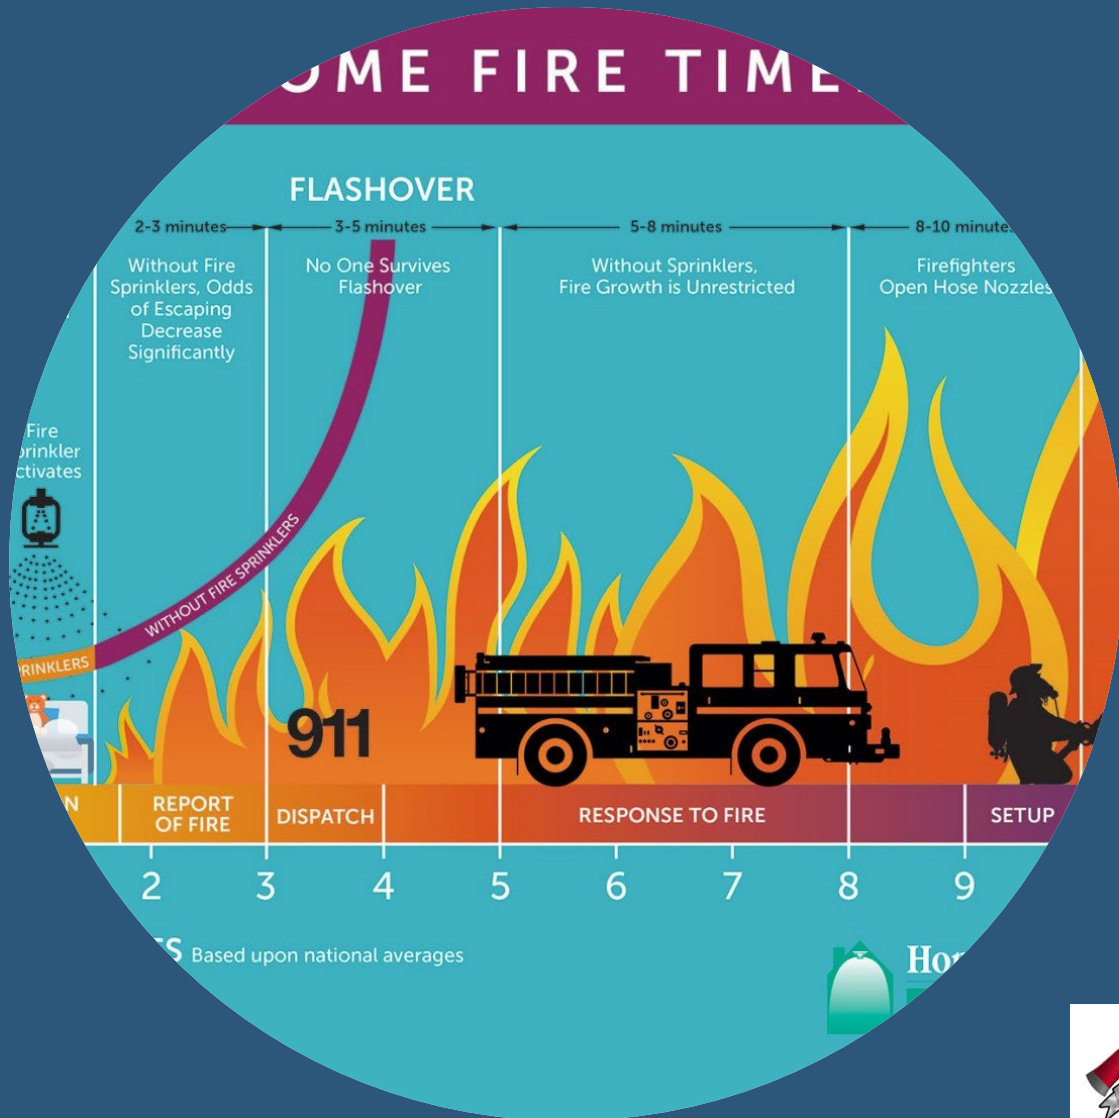 OME FIRE TIME
FLASHOVER
2-3 minutes
3-5 minutes
5-8 minutes
8-10 minute
Without Fire
Sprinklers, Odds
of Escaping
Decrease
Significantly
No One Survives
Flashover
Without Sprinklers,
Fire Growth is Unrestricted
Firefighters
Open Hose Nozzles
Fire
prinkler
ctivates
PRINKLERS
WITHOUT FIRE SPRINKLERS
911
N
REPORT
OF FIRE
DISPATCH
RESPONSE TO FIRE
SETUP
2 3 4 5 6 7 8 9
ES Based upon national averages
Ho